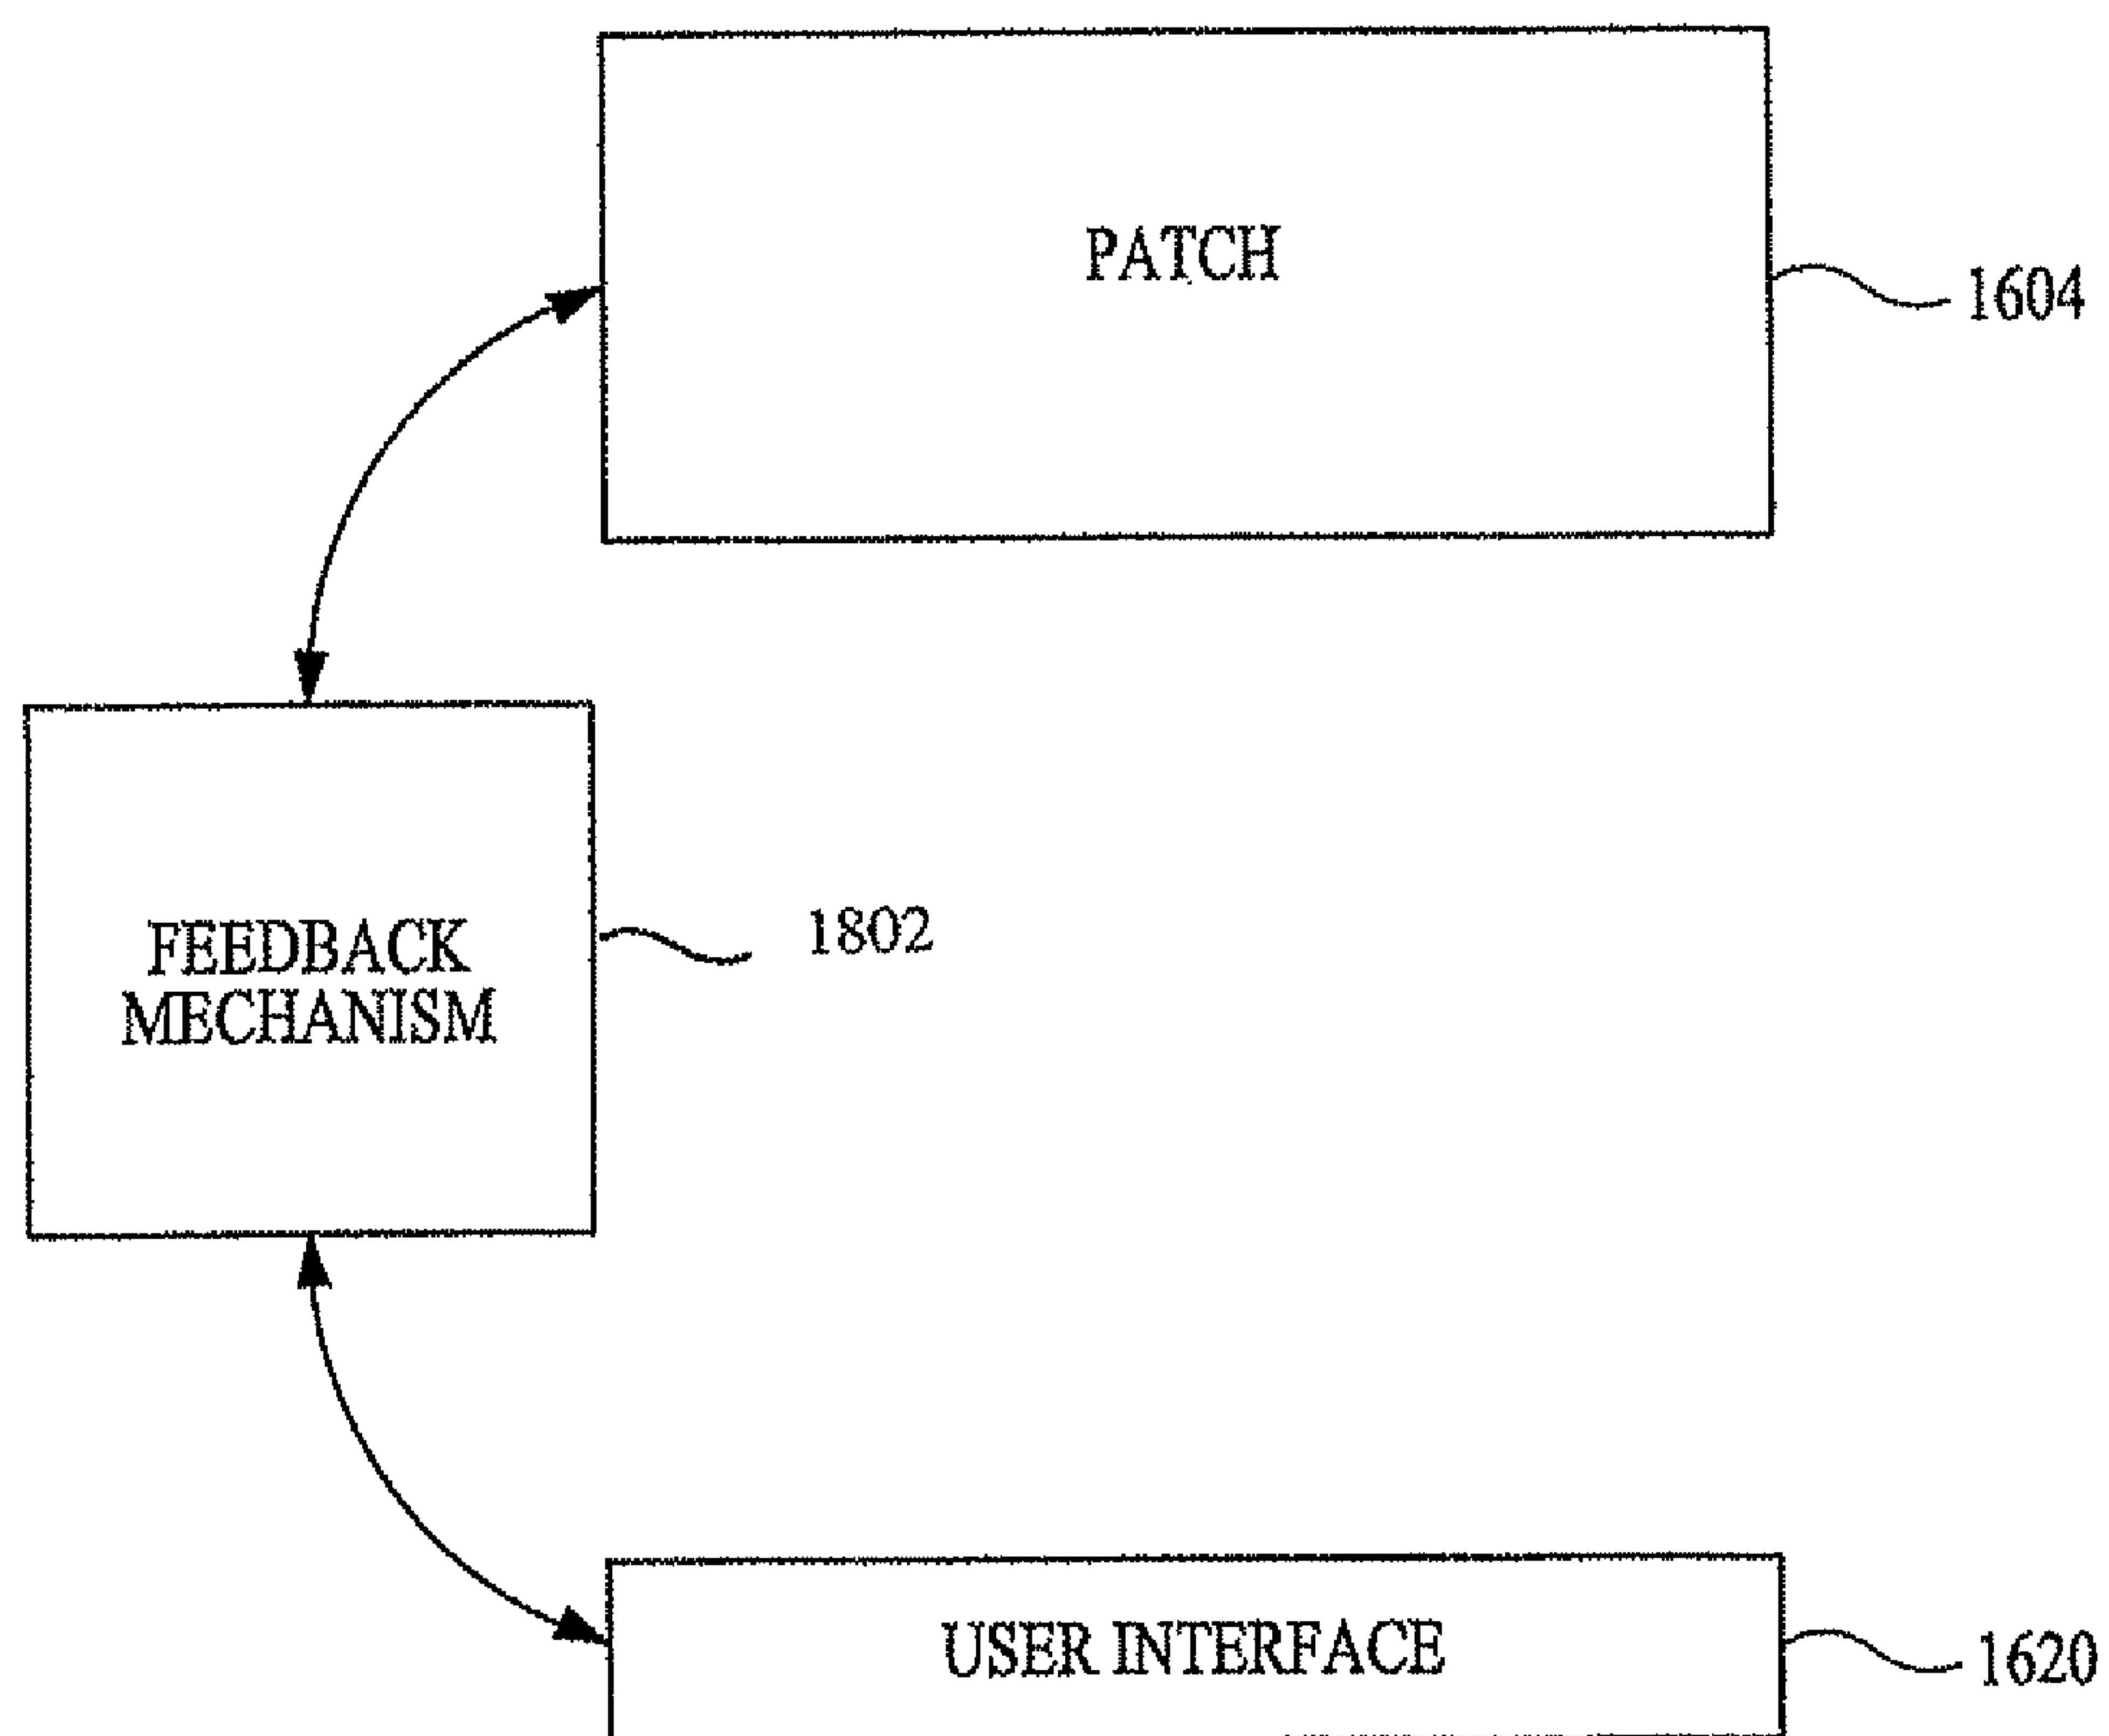 PATCH
1604
FEEDBACK
MECHANISM
1802
USER INTERFACE
1620